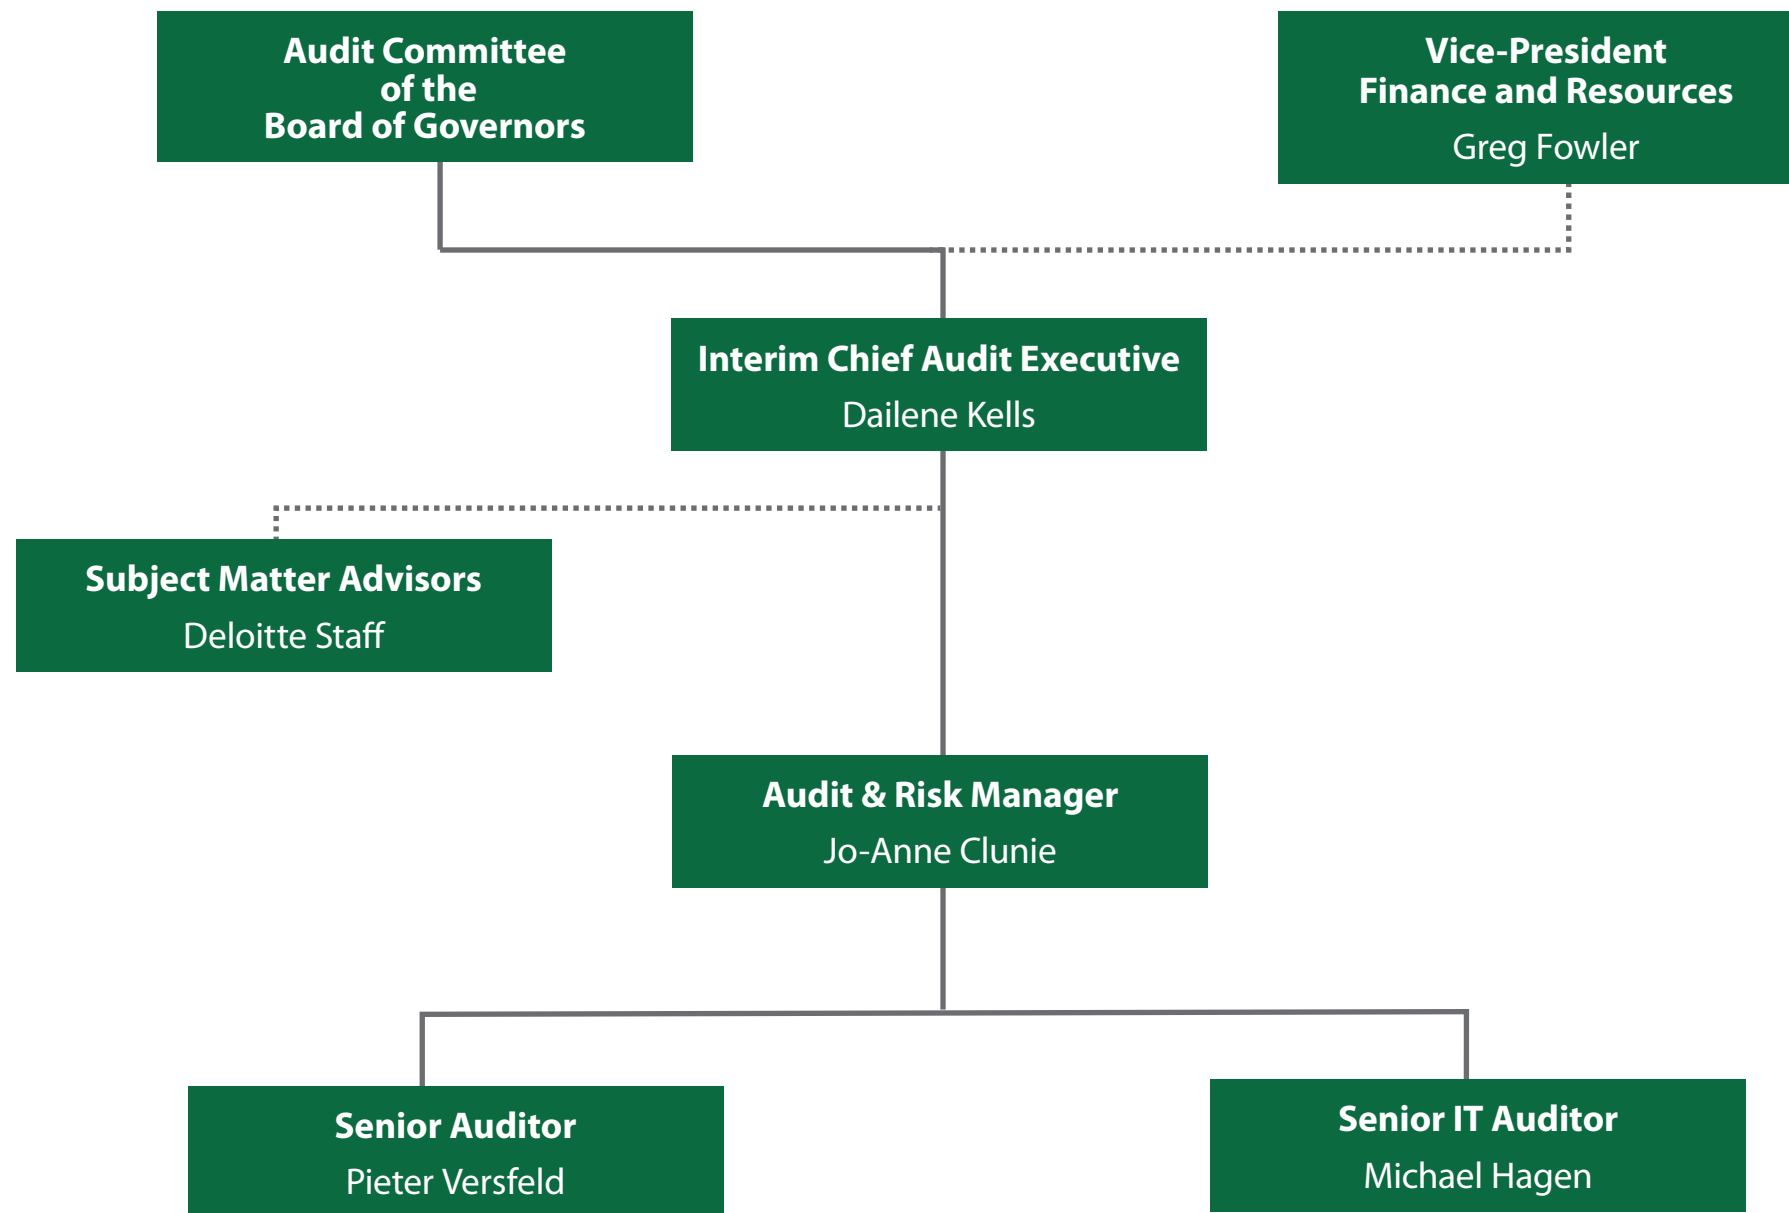 Audit Committee
of the
Board of Governors
Vice-President
Finance and Resources
Greg Fowler
Interim Chief Audit Executive
Dailene Kells
Subject Matter Advisors
Deloitte Staff
Audit & Risk Manager
Jo-Anne Clunie
Senior Auditor
Pieter Versfeld
Senior IT Auditor
Michael Hagen